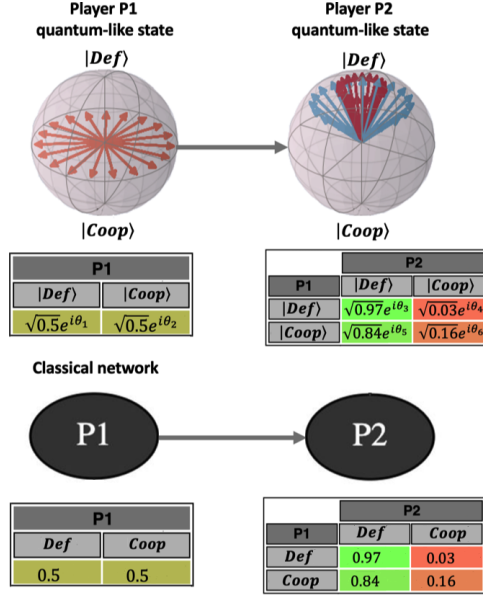 Player P1
quantum-like state
|Def⟩
|Coop⟩
Player P2
quantum-like state
|Def⟩
|Coop⟩
P1
|Def⟩ |Coop⟩
√0.5e^{iθ₁} √0.5e^{iθ₂}
P2
P1 |Def⟩ |Coop⟩
|Def⟩ √0.97e^{iθ₃} √0.03e^{iθ₄}
|Coop⟩ √0.84e^{iθ₅} √0.16e^{iθ₆}
Classical network
P1
P2
P1
Def Coop
0.5 0.5
P2
P1 Def Coop
Def 0.97 0.03
Coop 0.84 0.16